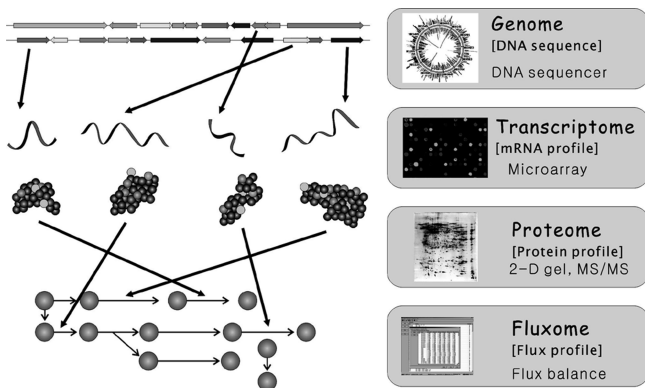 Genome
[DNA sequence]
DNA sequencer
Transcriptome
[mRNA profile]
Microarray
Proteome
[Protein profile]
2-D gel, MS/MS
Fluxome
[Flux profile]
Flux balance